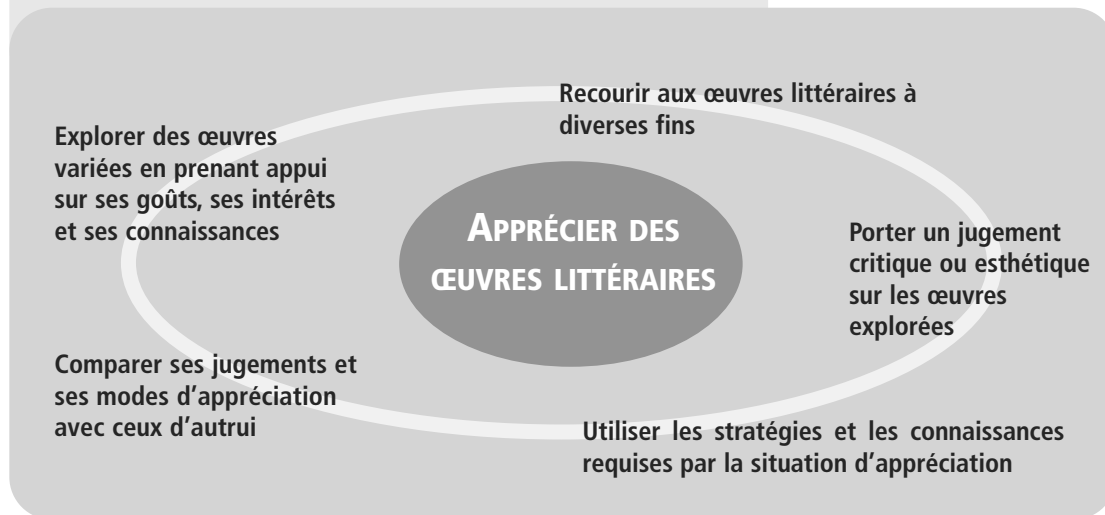 Recourir aux œuvres littéraires à
diverses fins
Explorer des œuvres
variées en prenant appui
sur ses goûts, ses intérêts
et ses connaissances
APPRÉCIER DES
ŒUVRES LITTÉRAIRES
Porter un jugement
critique ou esthétique
sur les œuvres
explorées
Comparer ses jugements et
ses modes d’appréciation
avec ceux d’autrui
Utiliser les stratégies et les connaissances
requises par la situation d’appréciation